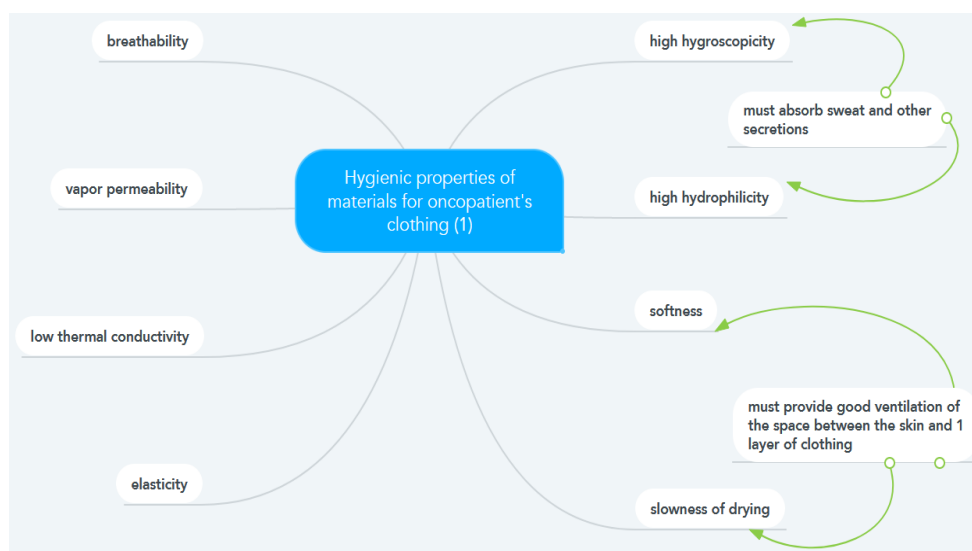 breathability
high hygroscopicity
must absorb sweat and other
secretions
Hygienic properties of
materials for oncopatient's
clothing (1)
vapor permeability
high hydrophilicity
softness
low thermal conductivity
must provide good ventilation of
the space between the skin and 1
layer of clothing
elasticity
slowness of drying